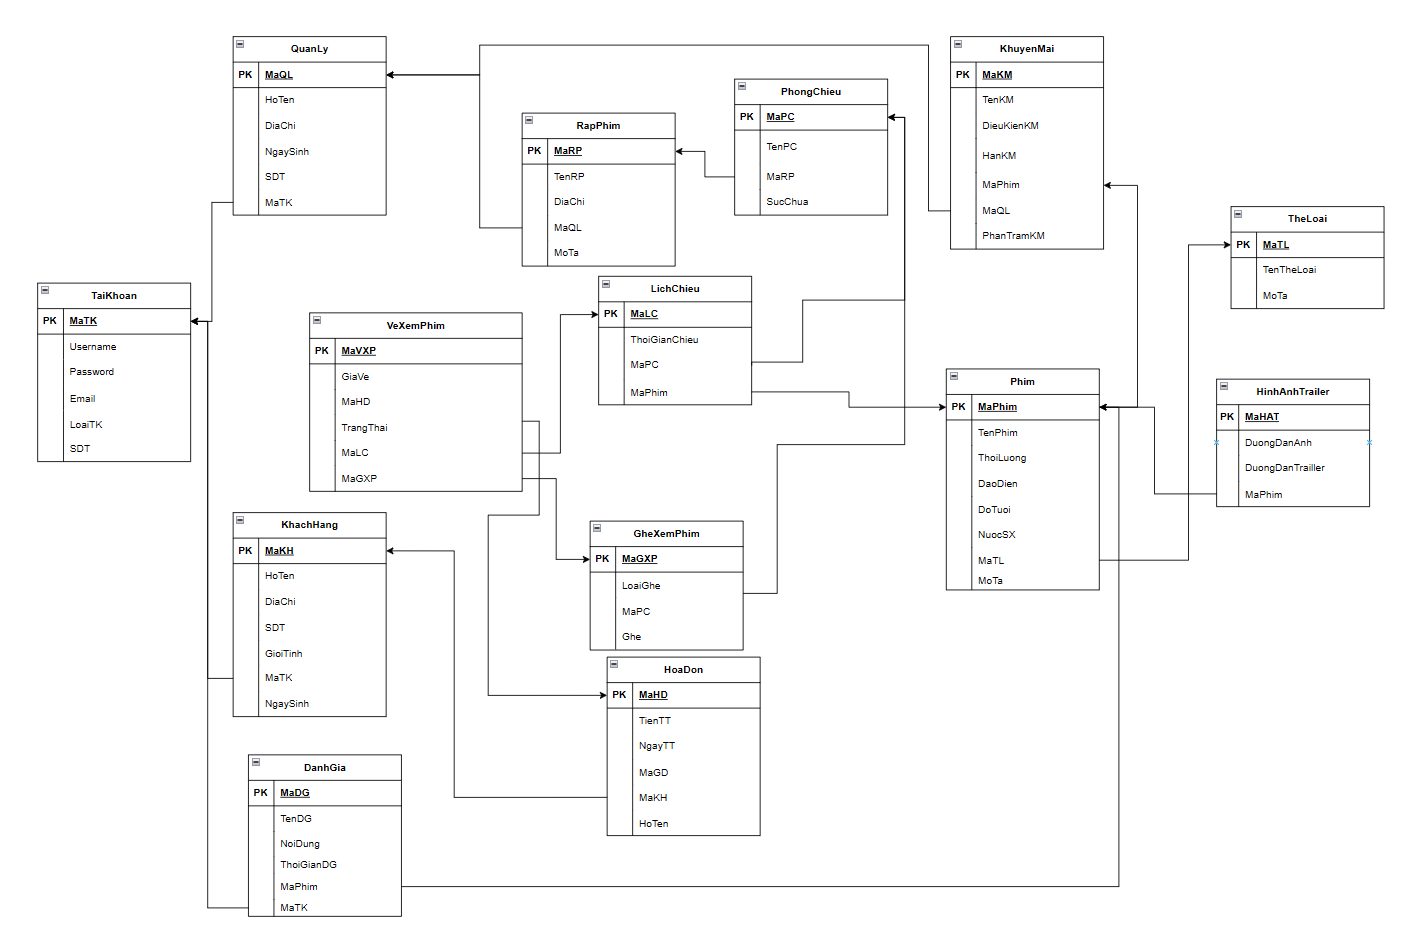 QuanLy
PK MaQL
HoTen
DiaChi
NgaySinh
SDT
MaTK
KhuyenMai
PK MaKM
TenKM
DieuKienKM
HanKM
MaPhim
MaQL
PhanTramKM
PhongChieu
PK MaPC
TenPC
MaRP
SucChua
RapPhim
PK MaRP
TenRP
DiaChi
MaQL
MoTa
TheLoai
PK MaTL
TenTheLoai
MoTa
TaiKhoan
PK MaTK
Username
Password
Email
LoaiTK
SDT
VeXemPhim
PK MaVXP
GiaVe
MaHD
TrangThai
MaLC
MaGXP
LichChieu
PK MaLC
ThoiGianChieu
MaPC
MaPhim
Phim
PK MaPhim
TenPhim
ThoiLuong
DaoDien
DoTuoi
NuocSX
MaTL
MoTa
HinhAnhTrailer
PK MaHAT
DuongDanAnh
DuongDanTrailler
MaPhim
KhachHang
PK MaKH
HoTen
DiaChi
SDT
GioiTinh
MaTK
NgaySinh
GheXemPhim
PK MaGXP
LoaiGhe
MaPC
Ghe
HoaDon
PK MaHD
TienTT
NgayTT
MaGD
MaKH
HoTen
DanhGia
PK MaDG
TenDG
NoiDung
ThoiGianDG
MaPhim
MaTK